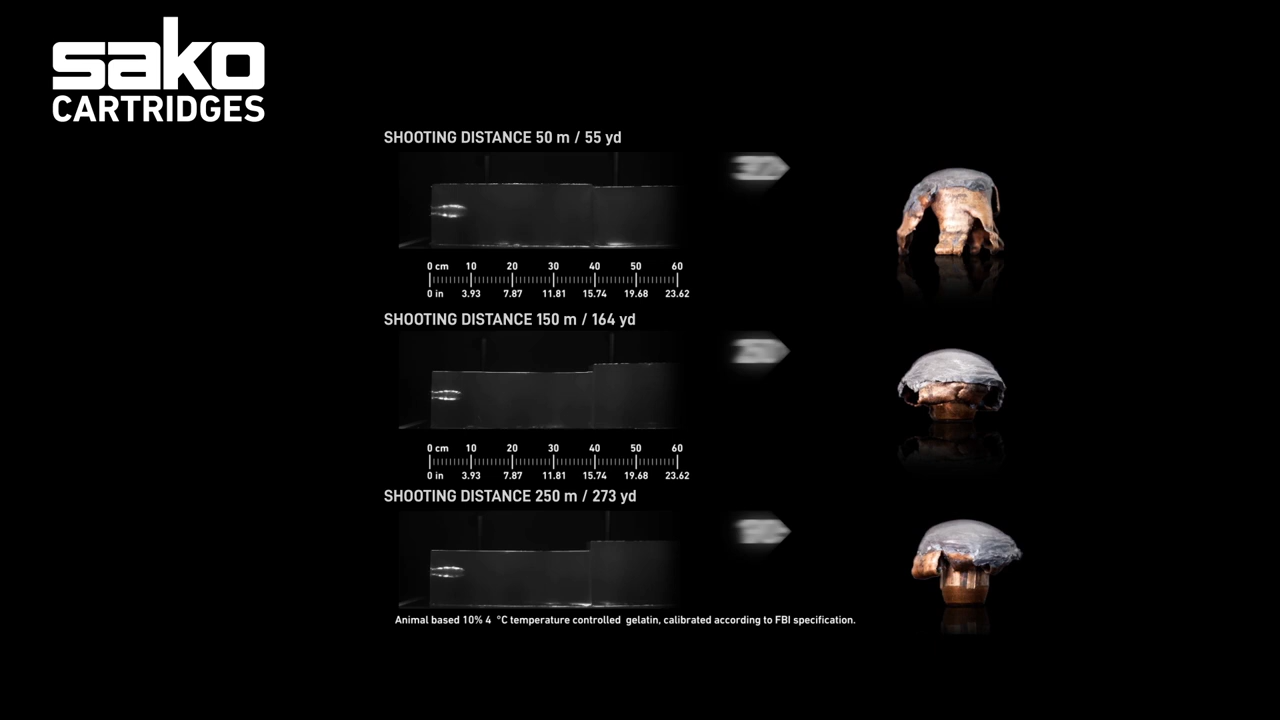 sako
CARTRIDGES
SHOOTING DISTANCE 50 m / 55 yd
0 cm 10 20 30 40 50 60
0 in 3.93 7.87 11.81 15.74 19.68 23.62
SHOOTING DISTANCE 150 m / 164 yd
0 cm 10 20 30 40 50 60
0 in 3.93 7.87 11.81 15.74 19.68 23.62
SHOOTING DISTANCE 250 m / 273 yd
Animal based 10% 4 °C temperature controlled gelatin, calibrated according to FBI specification.